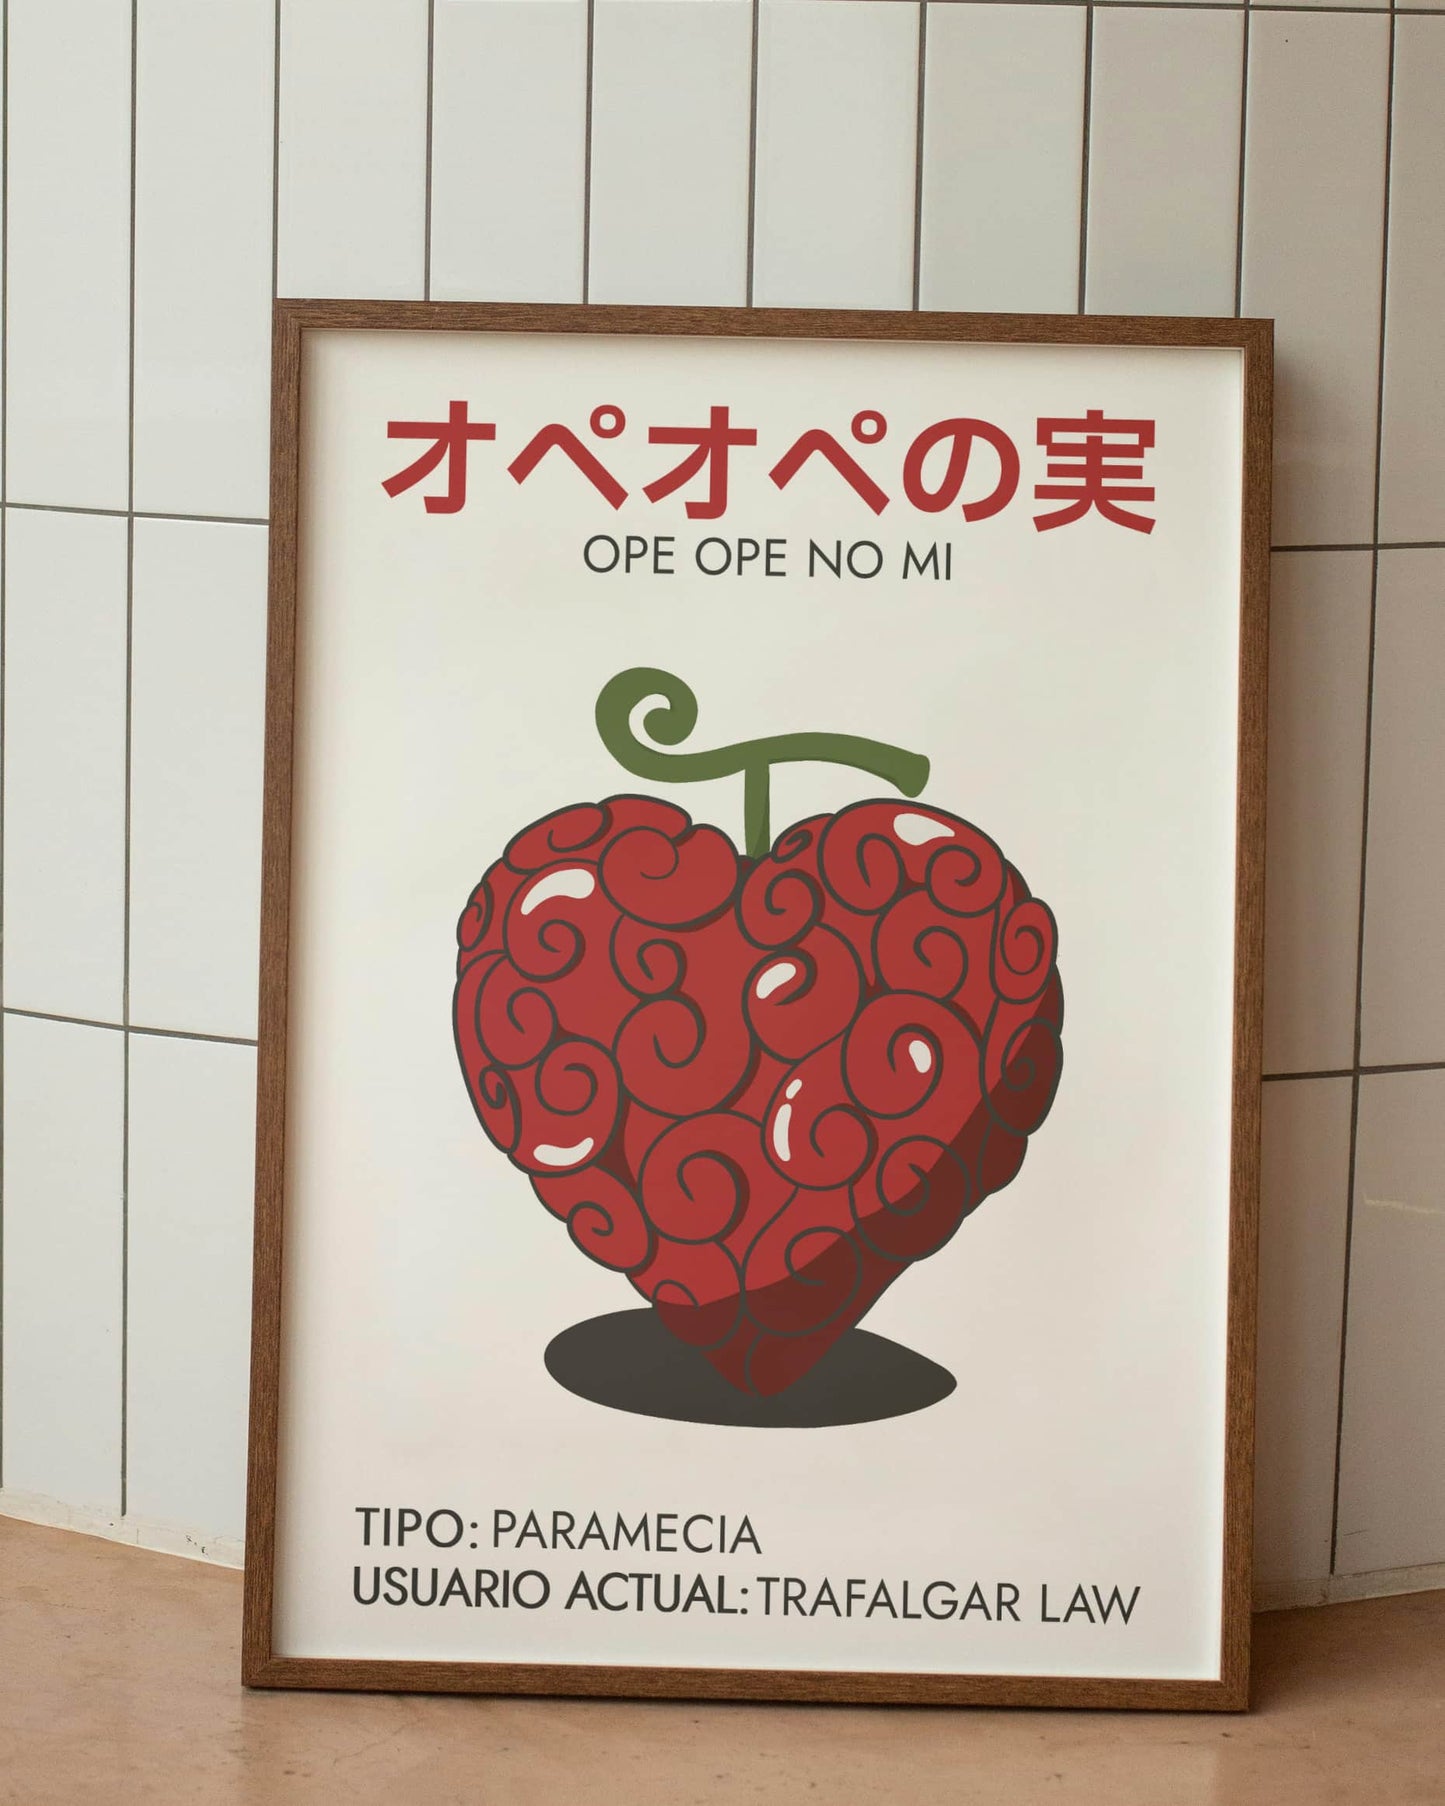 オペオペの実
OPE OPE NO MI
TIPO: PARAMECIA
USUARIO ACTUAL: TRAFALGAR LAW